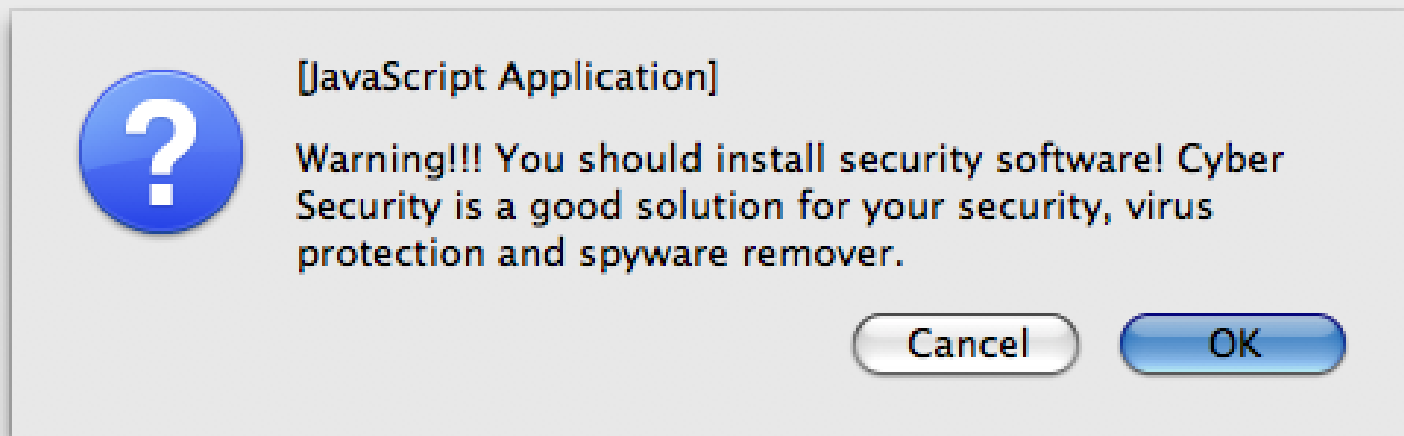 [JavaScript Application]
Warning!!! You should install security software! Cyber
Security is a good solution for your security, virus
protection and spyware remover.
Cancel
OK